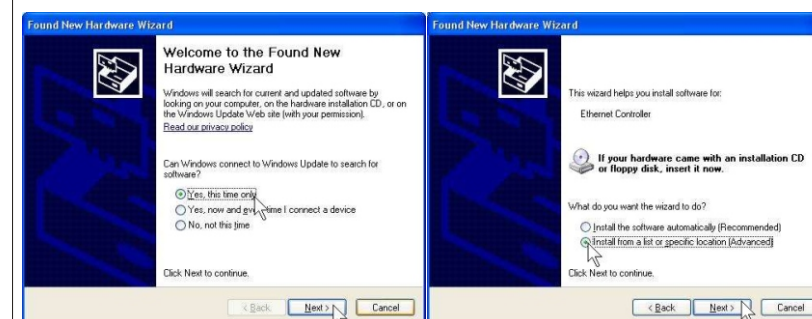 Found New Hardware Wizard
Welcome to the Found New
Hardware Wizard
Windows will search for current and updated software by
looking on your computer, on the hardware installation CD, or on
the Windows Update Web site (with your permission).
Read our privacy policy
Can Windows connect to Windows Update to search for
software?
Yes, this time only
Yes, now and every time I connect a device
No, not this time
Click Next to continue.
< Back
Next >
Cancel
Found New Hardware Wizard
This wizard helps you install software for:
Ethernet Controller
If your hardware came with an installation CD
or floppy disk, insert it now.
What do you want the wizard to do?
Install the software automatically (Recommended)
Install from a list or specific location (Advanced)
Click Next to continue.
< Back
Next >
Cancel